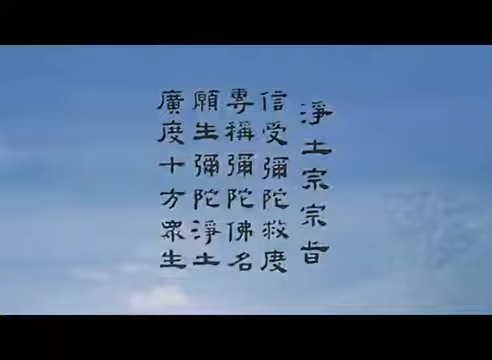 淨土宗宗旨
信受彌陀救度
專稱彌陀佛名
願生彌陀淨土
廣度十方眾生